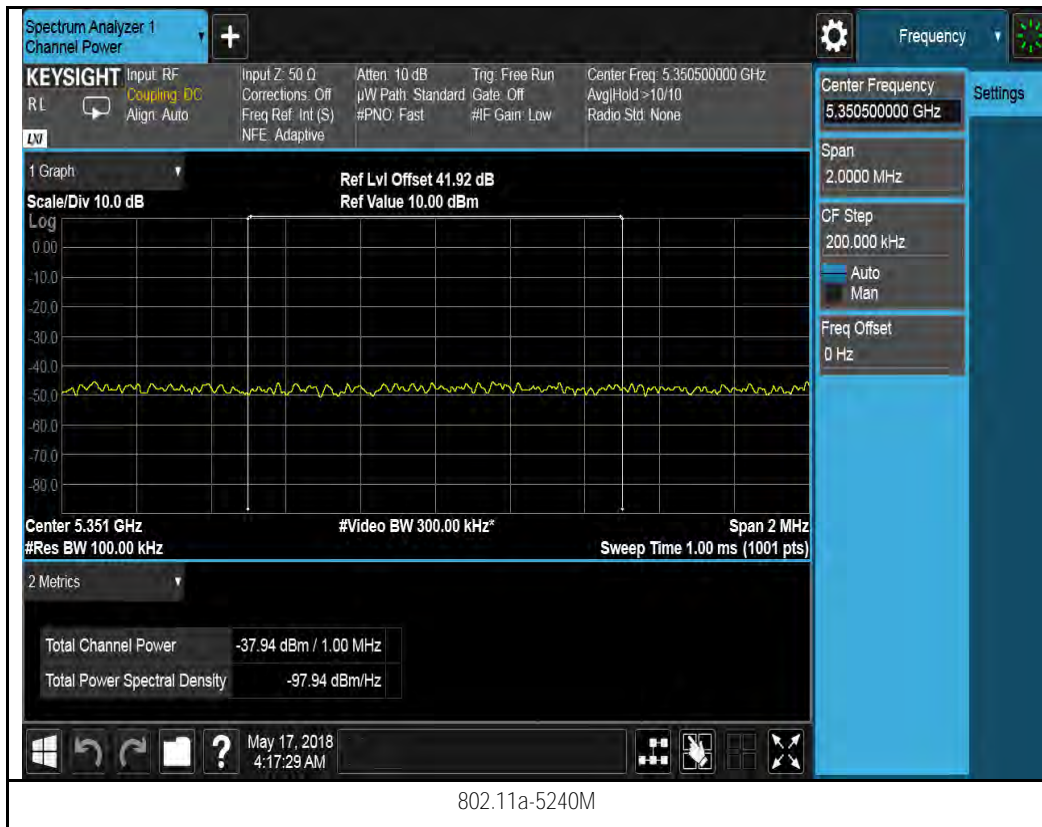 Spectrum Analyzer 1
Channel Power
+
Frequency
KEYSIGHT
RL
LXI
Input: RF
Coupling: DC
Align: Auto
Input Z: 50 Ω
Corrections: Off
Freq Ref: Int (S)
NFE: Adaptive
Atten: 10 dB
µW Path: Standard
#PNO: Fast
Trig: Free Run
Gate: Off
#IF Gain: Low
Center Freq: 5.350500000 GHz
Avg|Hold >10/10
Radio Std: None
Center Frequency
5.350500000 GHz
Settings
Span
2.0000 MHz
CF Step
200.000 kHz
Auto
Man
Freq Offset
0 Hz
1 Graph
Scale/Div 10.0 dB
Ref Lvl Offset 41.92 dB
Ref Value 10.00 dBm
Log
0.00
-10.0
-20.0
-30.0
-40.0
-50.0
-60.0
-70.0
-80.0
Center 5.351 GHz
#Video BW 300.00 kHz*
Span 2 MHz
#Res BW 100.00 kHz
Sweep Time 1.00 ms (1001 pts)
2 Metrics
Total Channel Power -37.94 dBm / 1.00 MHz
Total Power Spectral Density -97.94 dBm/Hz
?
May 17, 2018
4:17:29 AM
802.11a-5240M